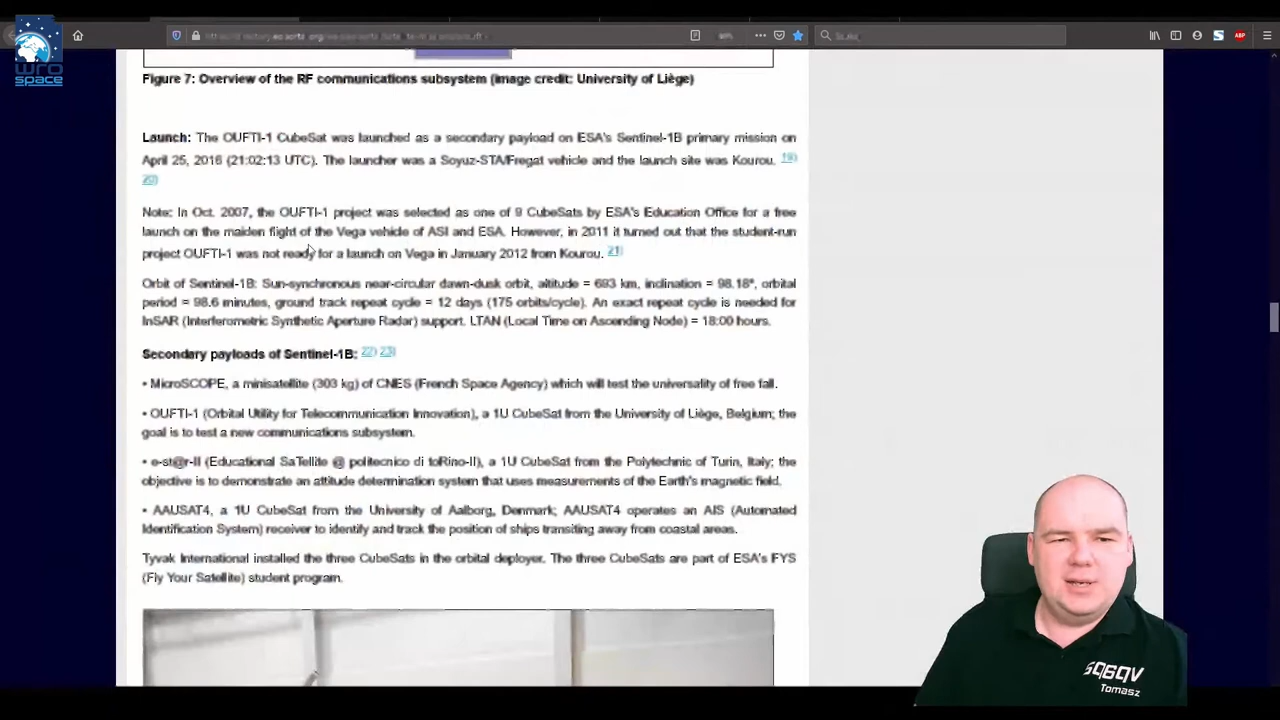 wro
space
Figure 7: Overview of the RF communications subsystem (image credit: University of Liège)
Launch: The OUFTI-1 CubeSat was launched as a secondary payload on ESA's Sentinel-1B primary mission on
April 25, 2016 (21:02:13 UTC). The launcher was a Soyuz-STA/Fregat vehicle and the launch site was Kourou. 19)
20)
Note: In Oct. 2007, the OUFTI-1 project was selected as one of 9 CubeSats by ESA's Education Office for a free
launch on the maiden flight of the Vega vehicle of ASI and ESA. However, in 2011 it turned out that the student-run
project OUFTI-1 was not ready for a launch on Vega in January 2012 from Kourou. 21)
Orbit of Sentinel-1B: Sun-synchronous near-circular dawn-dusk orbit, altitude = 693 km, inclination = 98.18°, orbital
period = 98.6 minutes, ground track repeat cycle = 12 days (175 orbits/cycle). An exact repeat cycle is needed for
InSAR (Interferometric Synthetic Aperture Radar) support. LTAN (Local Time on Ascending Node) = 18:00 hours.
Secondary payloads of Sentinel-1B: 22) 23)
• MicroSCOPE, a minisatellite (303 kg) of CNES (French Space Agency) which will test the universality of free fall.
• OUFTI-1 (Orbital Utility for Telecommunication Innovation), a 1U CubeSat from the University of Liège, Belgium; the
goal is to test a new communications subsystem.
• e-st@r-II (Educational SaTellite @ politecnico di toRino-II), a 1U CubeSat from the Polytechnic of Turin, Italy; the
objective is to demonstrate an attitude determination system that uses measurements of the Earth's magnetic field.
• AAUSAT4, a 1U CubeSat from the University of Aalborg, Denmark; AAUSAT4 operates an AIS (Automated
Identification System) receiver to identify and track the position of ships transiting away from coastal areas.
Tyvak International installed the three CubeSats in the orbital deployer. The three CubeSats are part of ESA's FYS
(Fly Your Satellite) student program.
SQ6QV
Tomasz